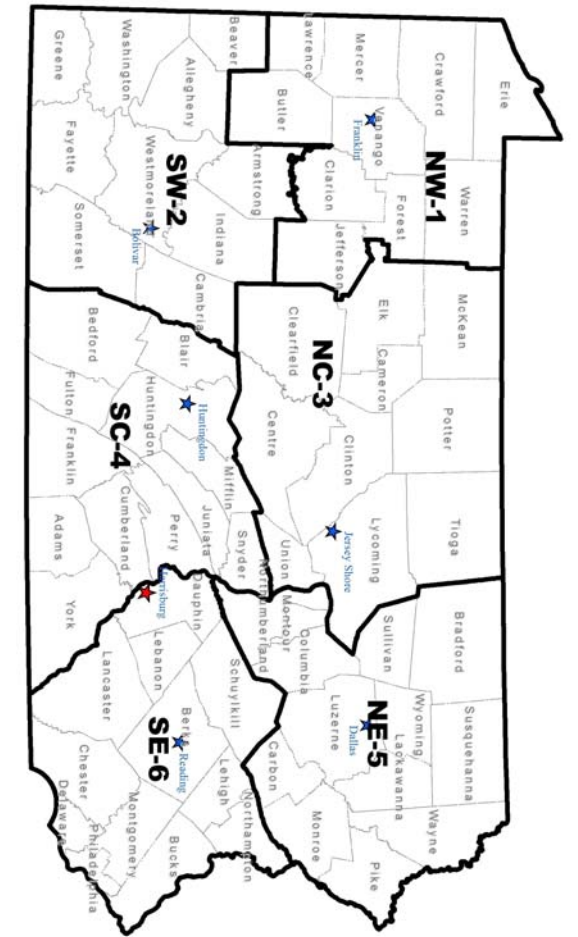 Erie
Crawford
Warren
NW-1
Mercer
Venango
Franklin
Forest
Lawrence
Butler
Clarion
Jefferson
McKean
Potter
Tioga
Elk
Cameron
Clinton
Lycoming
Jersey Shore
NC-3
Clearfield
Centre
Union
Bradford
Susquehanna
Wayne
Sullivan
Wyoming
Lackawanna
NE-5
Dallas
Pike
Columbia
Luzerne
Montour
Northumberland
Monroe
Carbon
Beaver
Armstrong
Indiana
Allegheny
SW-2
Cambria
Westmoreland
Bolivar
Washington
Greene
Fayette
Somerset
Blair
Huntingdon
Mifflin
Snyder
Juniata
Huntingdon
Perry
SC-4
Bedford
Fulton
Franklin
Cumberland
Adams
York
Dauphin
Harrisburg
Schuylkill
Lehigh
Northampton
Lebanon
Berks
Reading
SE-6
Lancaster
Bucks
Montgomery
Chester
Philadelphia
Delaware